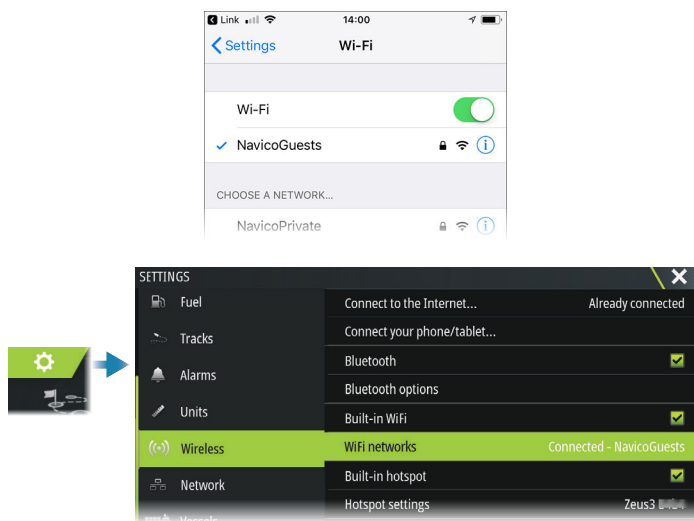 Link 14:00
Settings Wi-Fi
Wi-Fi
NavicoGuests
CHOOSE A NETWORK...
NavicoPrivate
SETTINGS
Fuel
Connect to the Internet... Already connected
Tracks
Connect your phone/tablet...
Alarms
Bluetooth
Bluetooth options
Units
Built-in WiFi
Wireless
WiFi networks Connected - NavicoGuests
Network
Built-in hotspot
Hotspot settings Zeus3